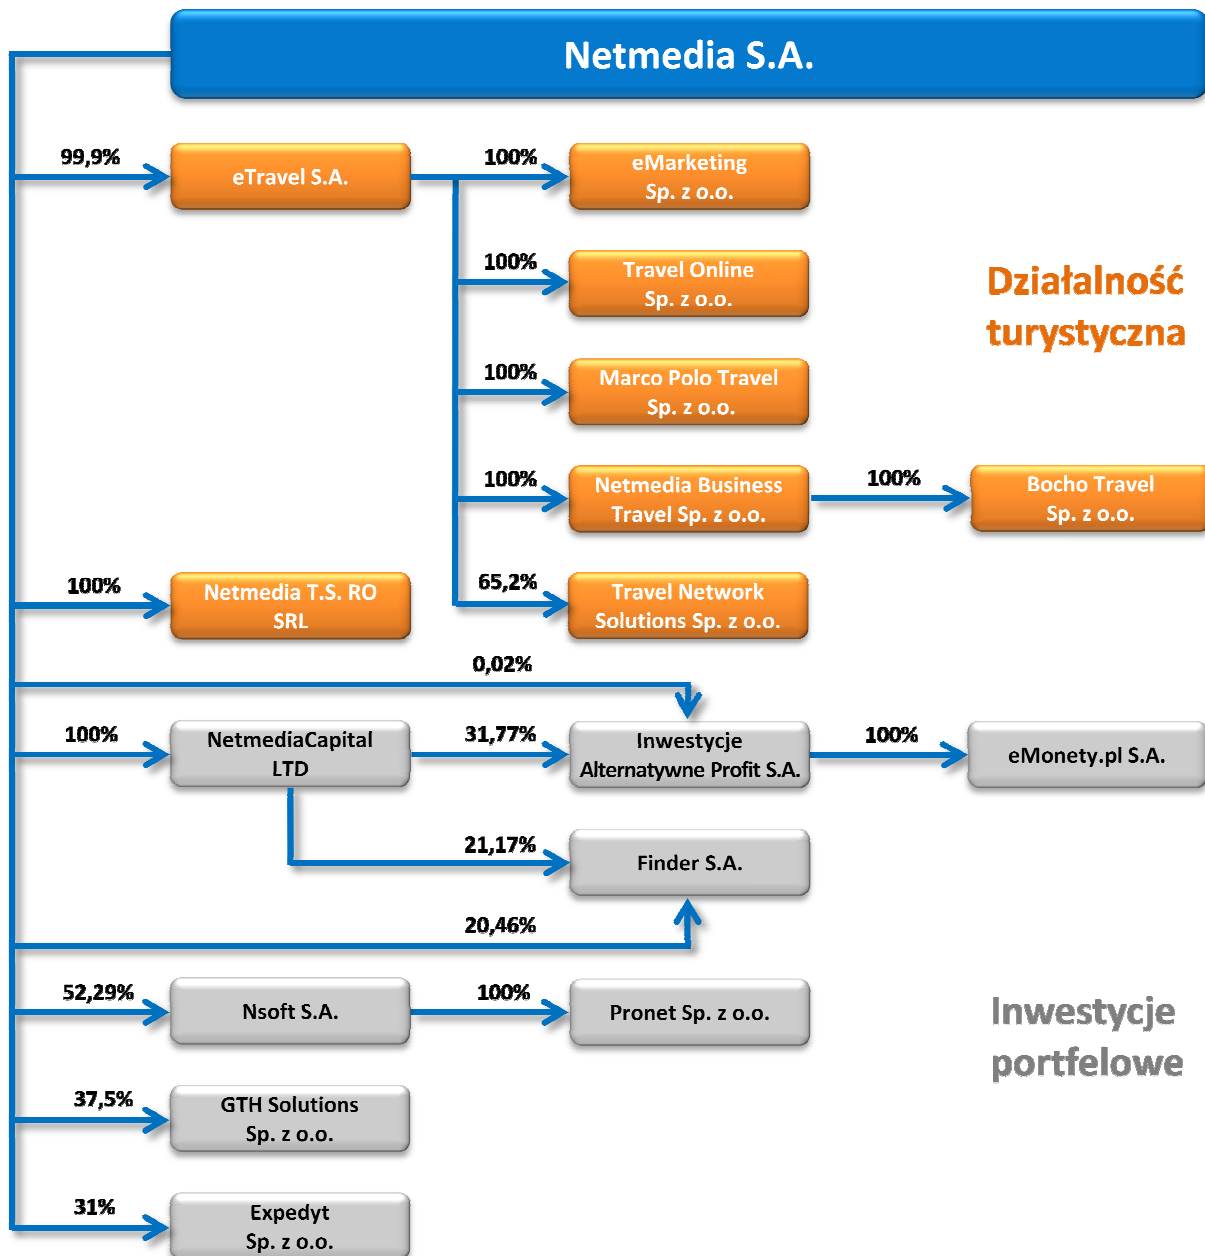 Netmedia S.A.
99,9%
eTravel S.A.
100%
eMarketing
Sp. z o.o.
100%
Travel Online
Sp. z o.o.
Działalność
turystyczna
100%
Marco Polo Travel
Sp. z o.o.
100%
Netmedia Business
Travel Sp. z o.o.
100%
Bocho Travel
Sp. z o.o.
100%
Netmedia T.S. RO
SRL
65,2%
Travel Network
Solutions Sp. z o.o.
0,02%
100%
NetmediaCapital
LTD
31,77%
Inwestycje
Alternatywne Profit S.A.
100%
eMonety.pl S.A.
21,17%
Finder S.A.
20,46%
52,29%
Nsoft S.A.
100%
Pronet Sp. z o.o.
Inwestycje
portfelowe
37,5%
GTH Solutions
Sp. z o.o.
31%
Expedyt
Sp. z o.o.